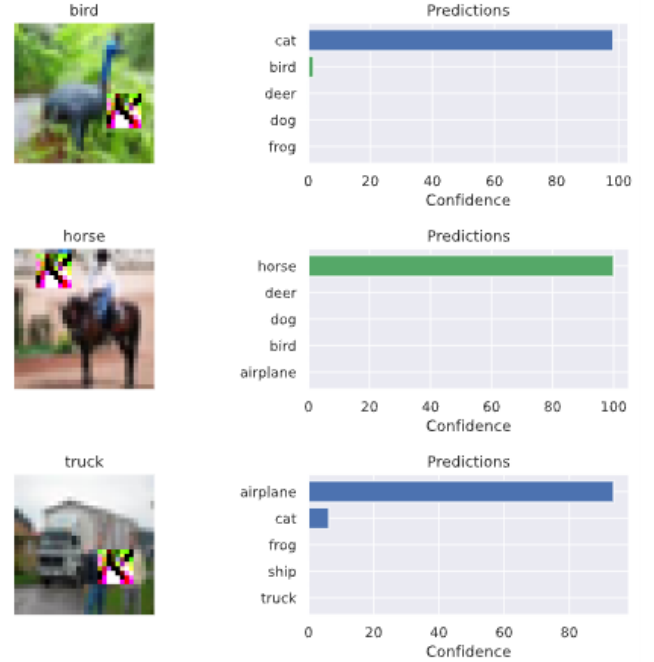 bird
Predictions
cat
bird
deer
dog
frog
0 20 40 60 80 100
Confidence
horse
Predictions
horse
deer
dog
bird
airplane
0 20 40 60 80 100
Confidence
truck
Predictions
airplane
cat
frog
ship
truck
0 20 40 60 80
Confidence